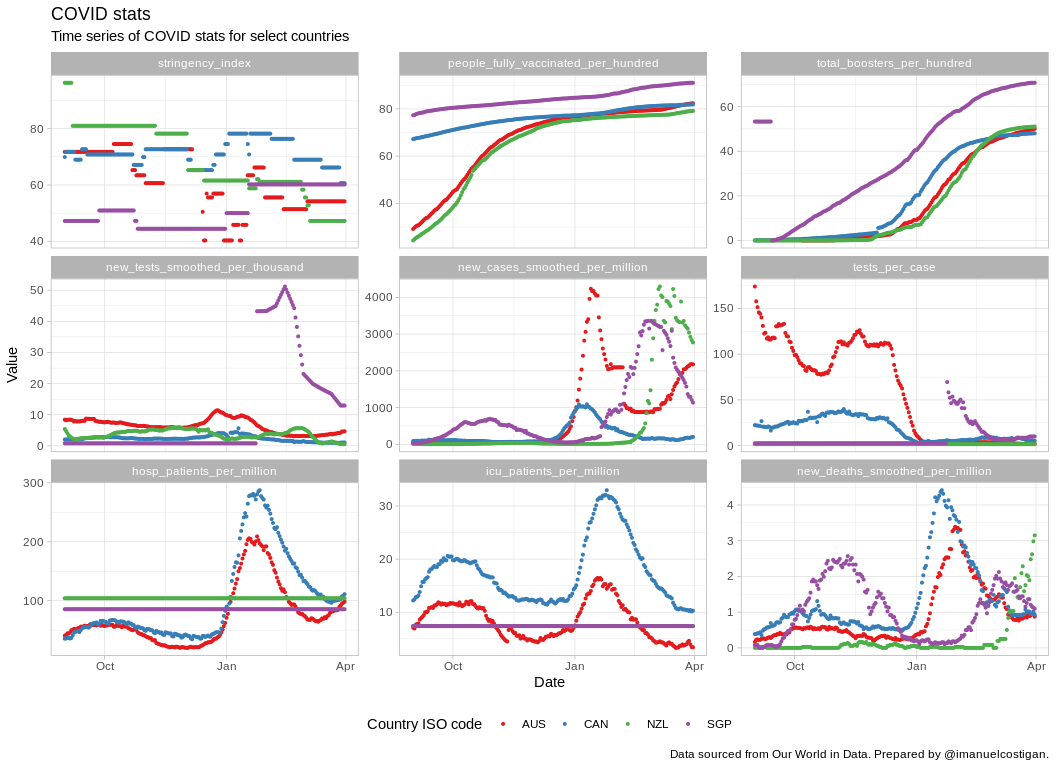 COVID stats
Time series of COVID stats for select countries
stringency_index
people_fully_vaccinated_per_hundred
total_boosters_per_hundred
80
60
40
80
60
40
60
40
20
0
new_tests_smoothed_per_thousand
new_cases_smoothed_per_million
tests_per_case
50
40
30
20
10
0
4000
3000
2000
1000
0
150
100
50
0
Value
hosp_patients_per_million
icu_patients_per_million
new_deaths_smoothed_per_million
300
200
100
30
20
10
4
3
2
1
0
Oct Jan Apr
Oct Jan Apr
Oct Jan Apr
Date
Country ISO code AUS CAN NZL SGP
Data sourced from Our World in Data. Prepared by @imanuelcostigan.